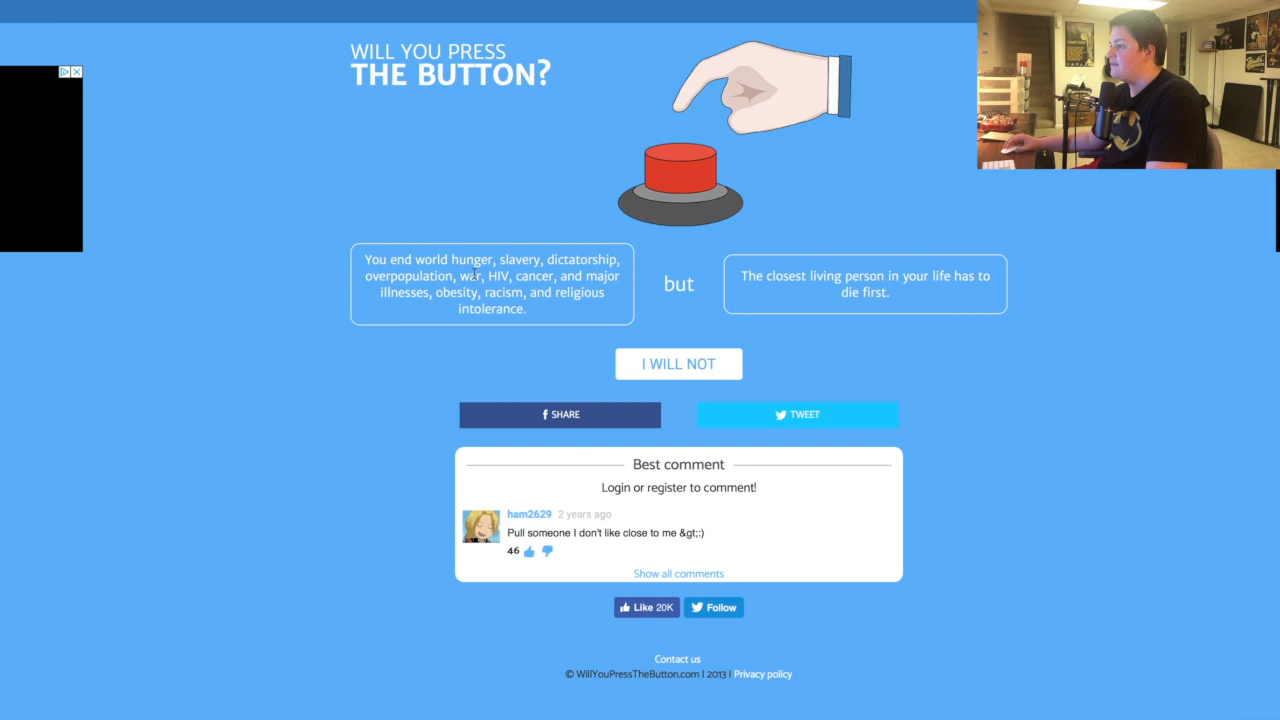 WILL YOU PRESS
THE BUTTON?
You end world hunger, slavery, dictatorship,
overpopulation, war, HIV, cancer, and major
illnesses, obesity, racism, and religious
intolerance.
but
The closest living person in your life has to
die first.
I WILL NOT
SHARE
TWEET
Best comment
Login or register to comment!
ham2629 2 years ago
Pull someone I don't like close to me &gt;:)
46
Show all comments
Like 20K
Follow
Contact us
© WillYouPressTheButton.com | 2013 | Privacy policy